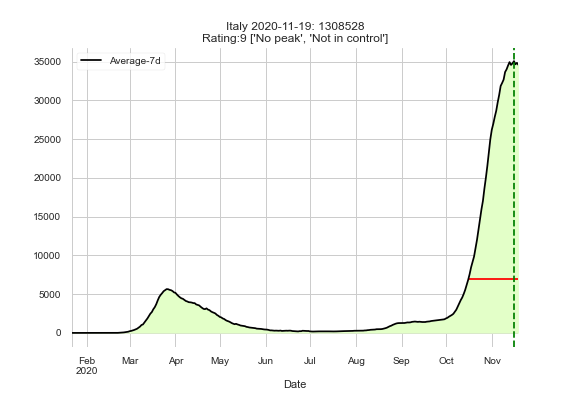 Italy 2020-11-19: 1308528
Rating:9 ['No peak', 'Not in control']
Average-7d
35000
30000
25000
20000
15000
10000
5000
0
Feb Mar Apr May Jun Jul Aug Sep Oct Nov
2020
Date